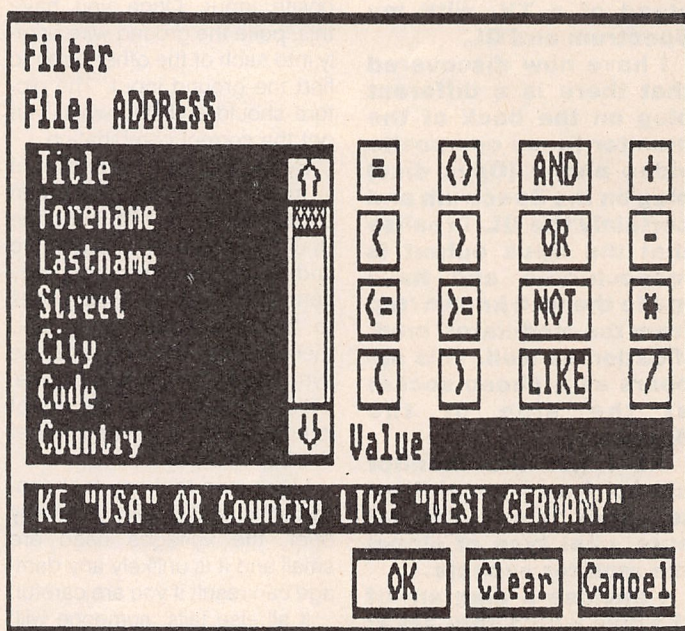 Filter
File: ADDRESS
Title
Forename
Lastname
Street
City
Code
Country
= <> AND +
< > OR -
<= >= NOT *
( ) LIKE /
Value
KE "USA" OR Country LIKE "WEST GERMANY"
OK Clear Cancel